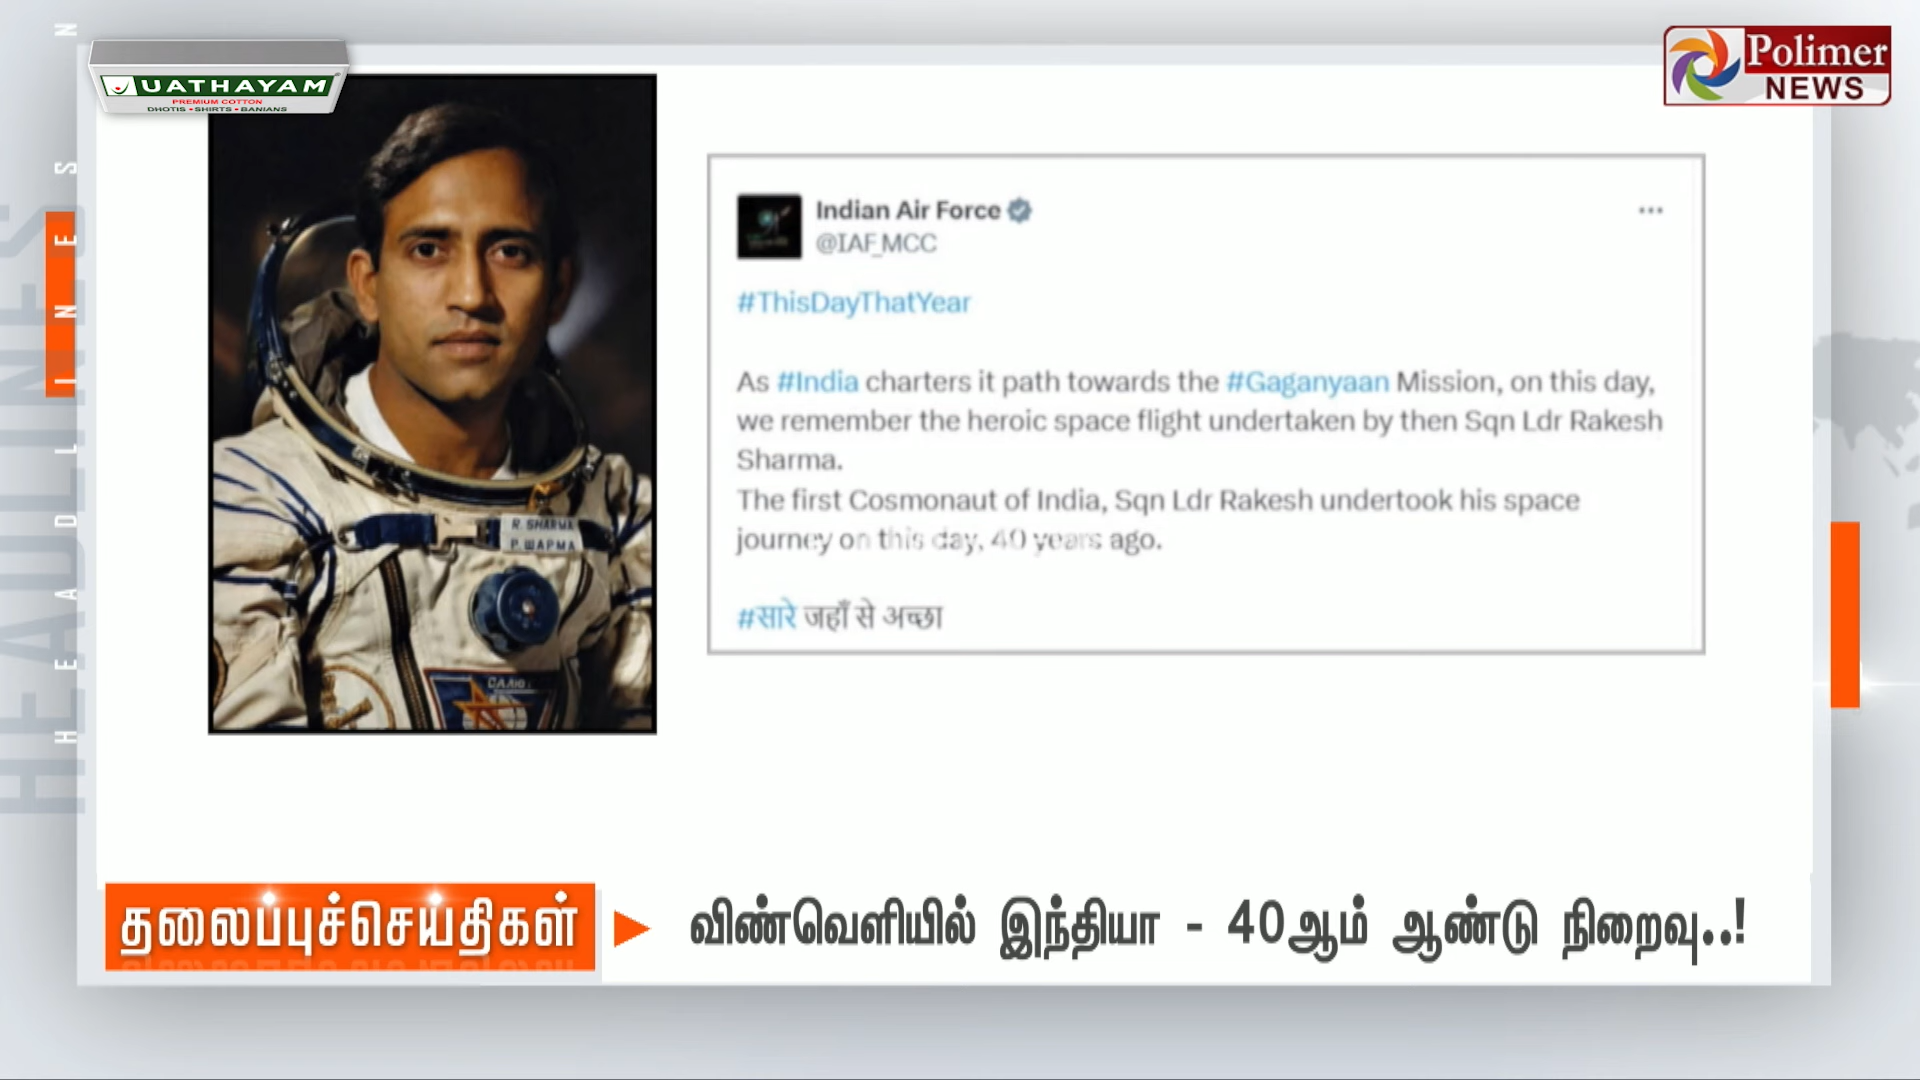 UATHAYAM
PREMIUM COTTON
DHOTIS • SHIRTS • BANIANS
Polimer
NEWS
HEADLINES
HEADLINES
N
R. SHARMA
Р. ШАРМА
Indian Air Force
@IAF_MCC
#ThisDayThatYear
As #India charters it path towards the #Gaganyaan Mission, on this day,
we remember the heroic space flight undertaken by then Sqn Ldr Rakesh
Sharma.
The first Cosmonaut of India, Sqn Ldr Rakesh undertook his space
journey on this day, 40 years ago.
#सारे जहाँ से अच्छा
தலைப்புச்செய்திகள்
விண்வெளியில் இந்தியா - 40ஆம் ஆண்டு நிறைவு..!